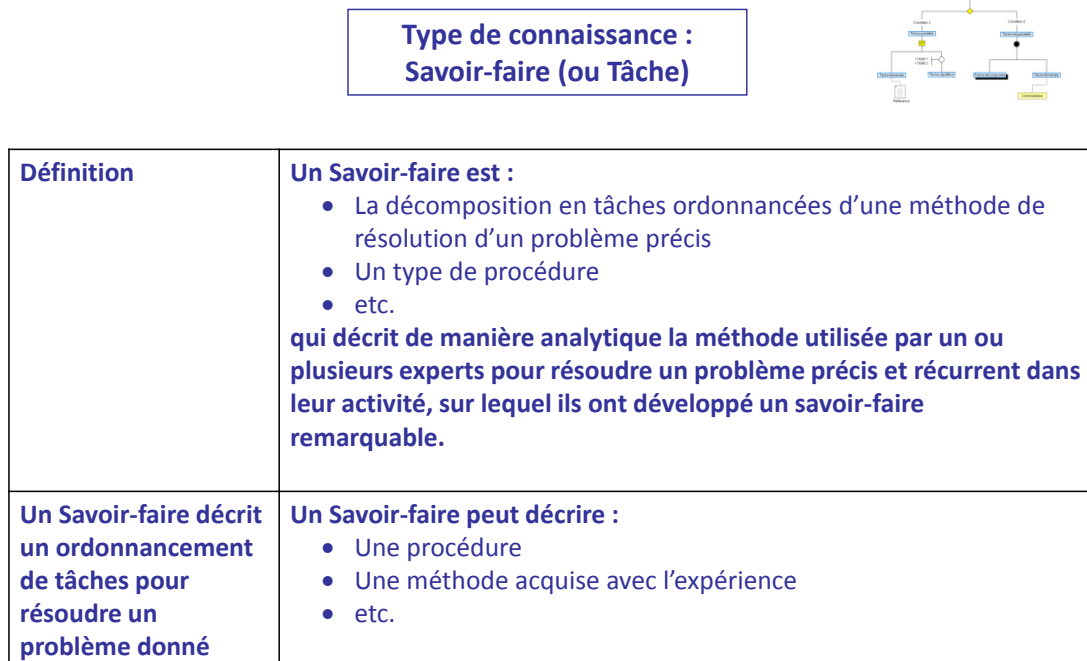 Type de connaissance :
Savoir-faire (ou Tâche)
Condition 1
Condition 2
Définition
Un Savoir-faire est :
• La décomposition en tâches ordonnancées d’une méthode de
résolution d’un problème précis
• Un type de procédure
• etc.
qui décrit de manière analytique la méthode utilisée par un ou
plusieurs experts pour résoudre un problème précis et récurrent dans
leur activité, sur lequel ils ont développé un savoir-faire
remarquable.
Un Savoir-faire décrit
un ordonnancement
de tâches pour
résoudre un
problème donné
Un Savoir-faire peut décrire :
• Une procédure
• Une méthode acquise avec l’expérience
• etc.